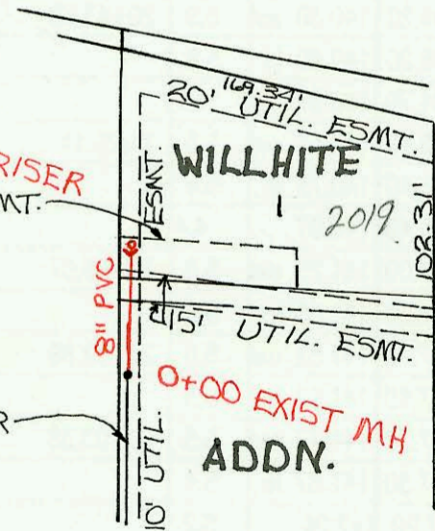 169.34'
20' UTIL. ESMT.
WILLHITE
1
2019
102.31'
RISER
MT.
ESMT.
8" PVC
15' UTIL. ESMT.
0+00 EXIST MH
R
ADDN.
10' UTIL.